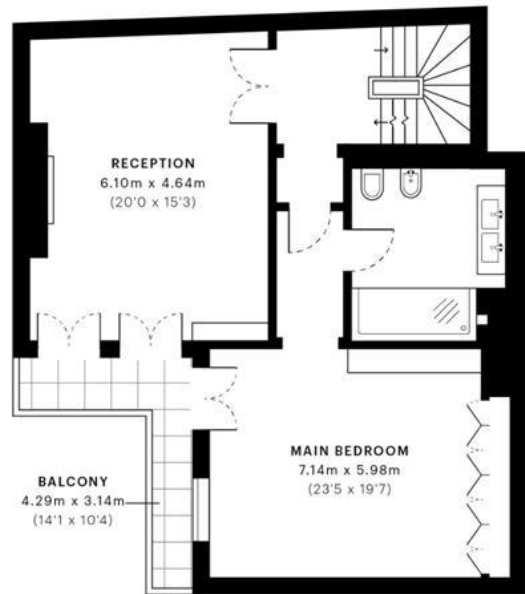 RECEPTION
6.10m x 4.64m
(20'0 x 15'3)
MAIN BEDROOM
7.14m x 5.98m
(23'5 x 19'7)
BALCONY
4.29m x 3.14m
(14'1 x 10'4)